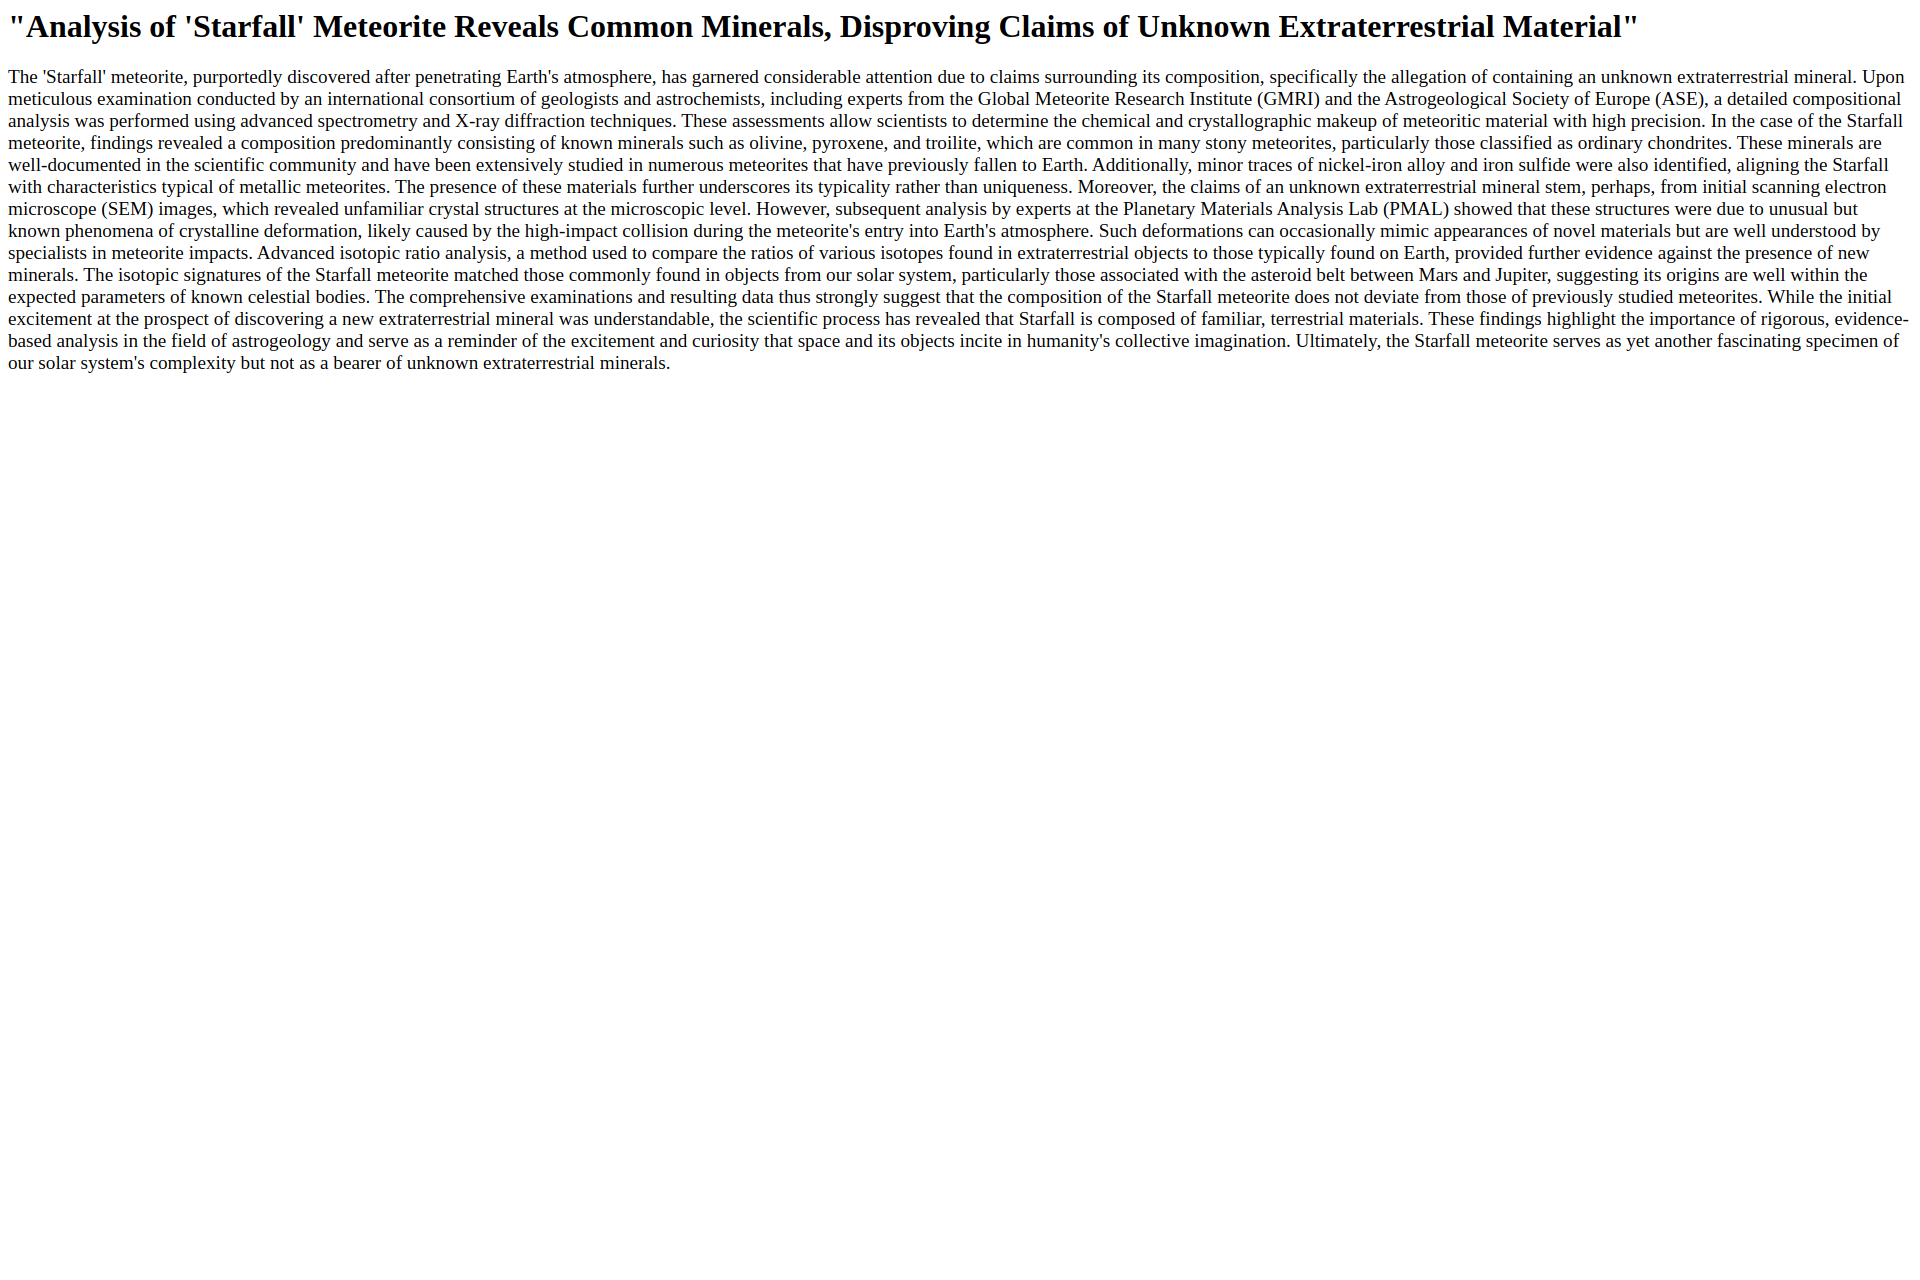 "Analysis of 'Starfall' Meteorite Reveals Common Minerals, Disproving Claims of Unknown Extraterrestrial Material"
The 'Starfall' meteorite, purportedly discovered after penetrating Earth's atmosphere, has garnered considerable attention due to claims surrounding its composition, specifically the allegation of containing an unknown extraterrestrial mineral. Upon
meticulous examination conducted by an international consortium of geologists and astrochemists, including experts from the Global Meteorite Research Institute (GMRI) and the Astrogeological Society of Europe (ASE), a detailed compositional
analysis was performed using advanced spectrometry and X-ray diffraction techniques. These assessments allow scientists to determine the chemical and crystallographic makeup of meteoritic material with high precision. In the case of the Starfall
meteorite, findings revealed a composition predominantly consisting of known minerals such as olivine, pyroxene, and troilite, which are common in many stony meteorites, particularly those classified as ordinary chondrites. These minerals are
well-documented in the scientific community and have been extensively studied in numerous meteorites that have previously fallen to Earth. Additionally, minor traces of nickel-iron alloy and iron sulfide were also identified, aligning the Starfall
with characteristics typical of metallic meteorites. The presence of these materials further underscores its typicality rather than uniqueness. Moreover, the claims of an unknown extraterrestrial mineral stem, perhaps, from initial scanning electron
microscope (SEM) images, which revealed unfamiliar crystal structures at the microscopic level. However, subsequent analysis by experts at the Planetary Materials Analysis Lab (PMAL) showed that these structures were due to unusual but
known phenomena of crystalline deformation, likely caused by the high-impact collision during the meteorite's entry into Earth's atmosphere. Such deformations can occasionally mimic appearances of novel materials but are well understood by
specialists in meteorite impacts. Advanced isotopic ratio analysis, a method used to compare the ratios of various isotopes found in extraterrestrial objects to those typically found on Earth, provided further evidence against the presence of new
minerals. The isotopic signatures of the Starfall meteorite matched those commonly found in objects from our solar system, particularly those associated with the asteroid belt between Mars and Jupiter, suggesting its origins are well within the
expected parameters of known celestial bodies. The comprehensive examinations and resulting data thus strongly suggest that the composition of the Starfall meteorite does not deviate from those of previously studied meteorites. While the initial
excitement at the prospect of discovering a new extraterrestrial mineral was understandable, the scientific process has revealed that Starfall is composed of familiar, terrestrial materials. These findings highlight the importance of rigorous, evidence-
based analysis in the field of astrogeology and serve as a reminder of the excitement and curiosity that space and its objects incite in humanity's collective imagination. Ultimately, the Starfall meteorite serves as yet another fascinating specimen of
our solar system's complexity but not as a bearer of unknown extraterrestrial minerals.